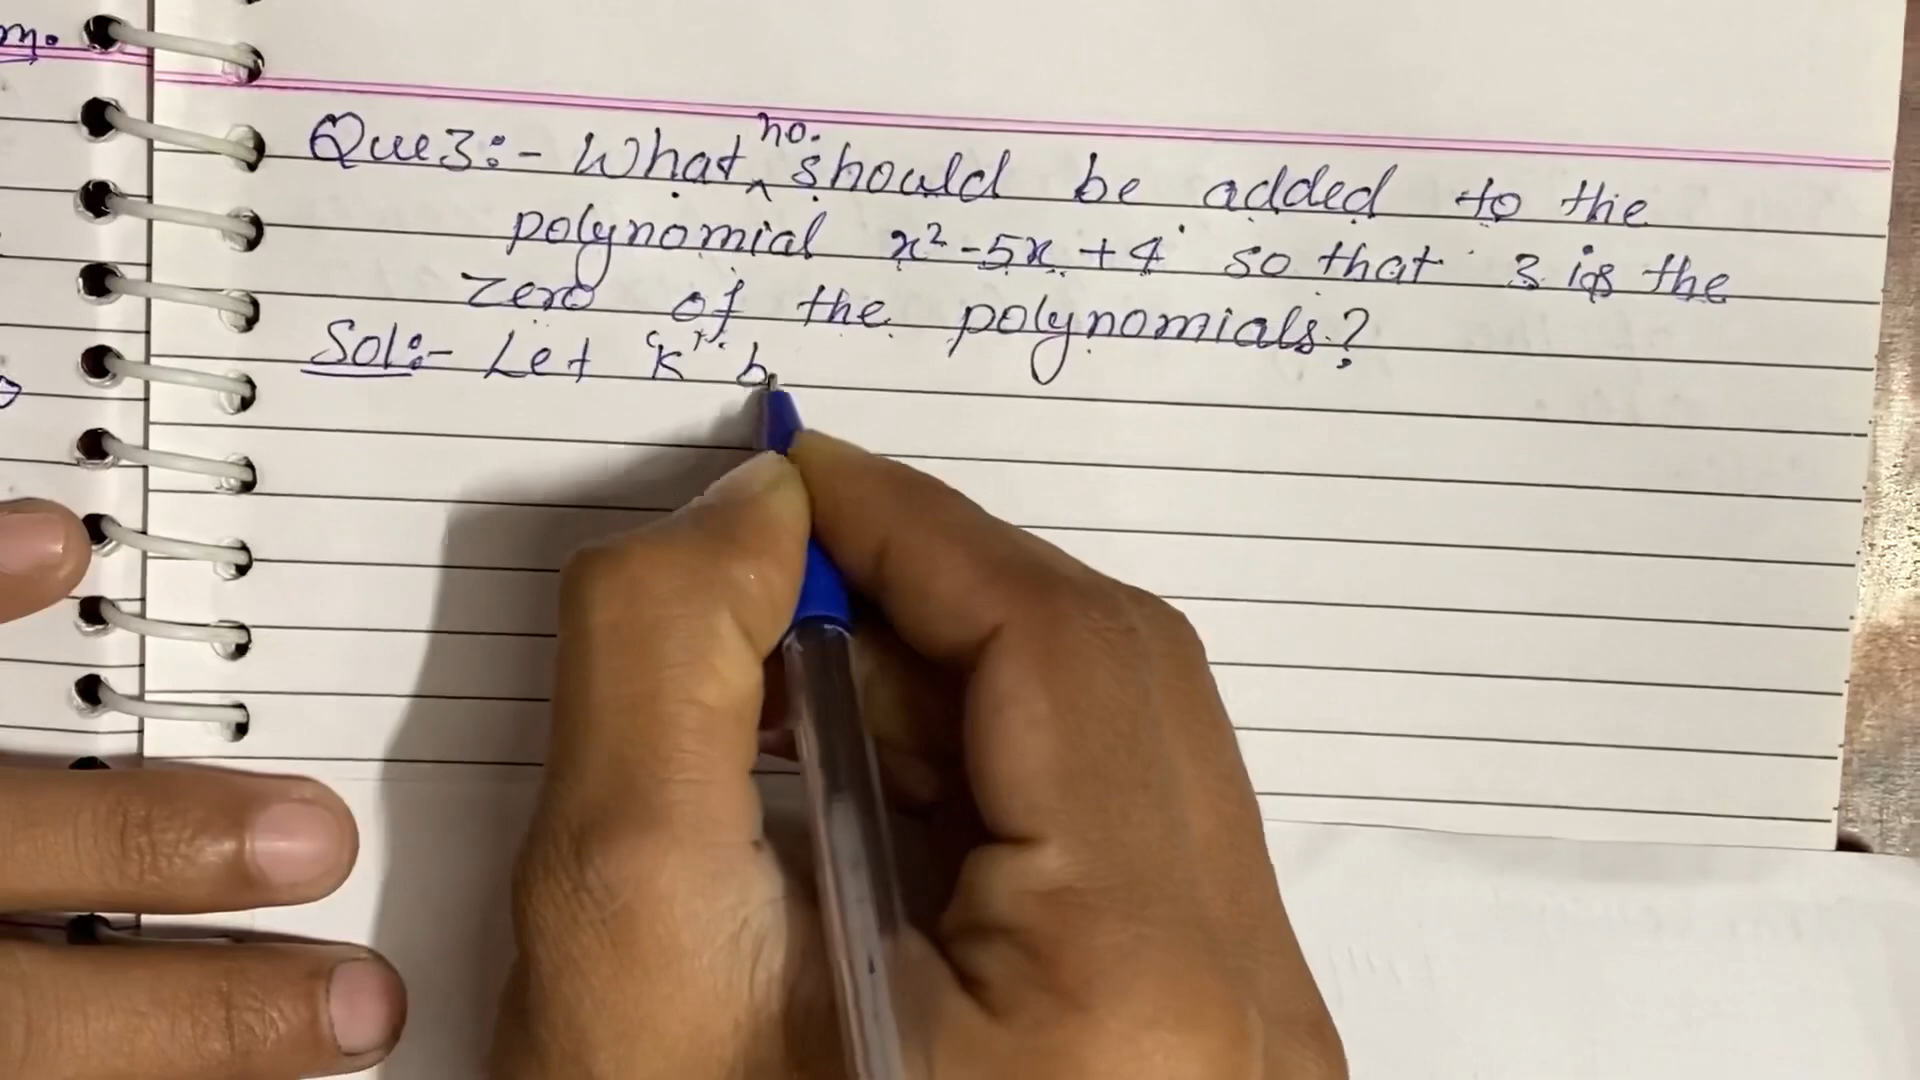 m.
Que3:- What no. should be added to the
polynomial x² - 5x + 4 so that 3 is the
zero of the polynomials?
Sol:- Let "k" b